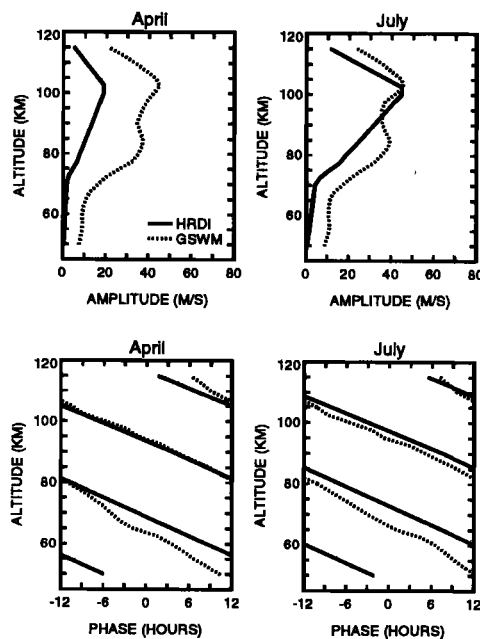 April July
120 120
100 100
80 80
60 60
ALTITUDE (KM) ALTITUDE (KM)
HRDI
GSWM
0 20 40 60 80 0 20 40 60 80
AMPLITUDE (M/S) AMPLITUDE (M/S)
April July
120 120
100 100
80 80
60 60
ALTITUDE (KM) ALTITUDE (KM)
-12 -6 0 6 12 -12 -6 0 6 12
PHASE (HOURS) PHASE (HOURS)